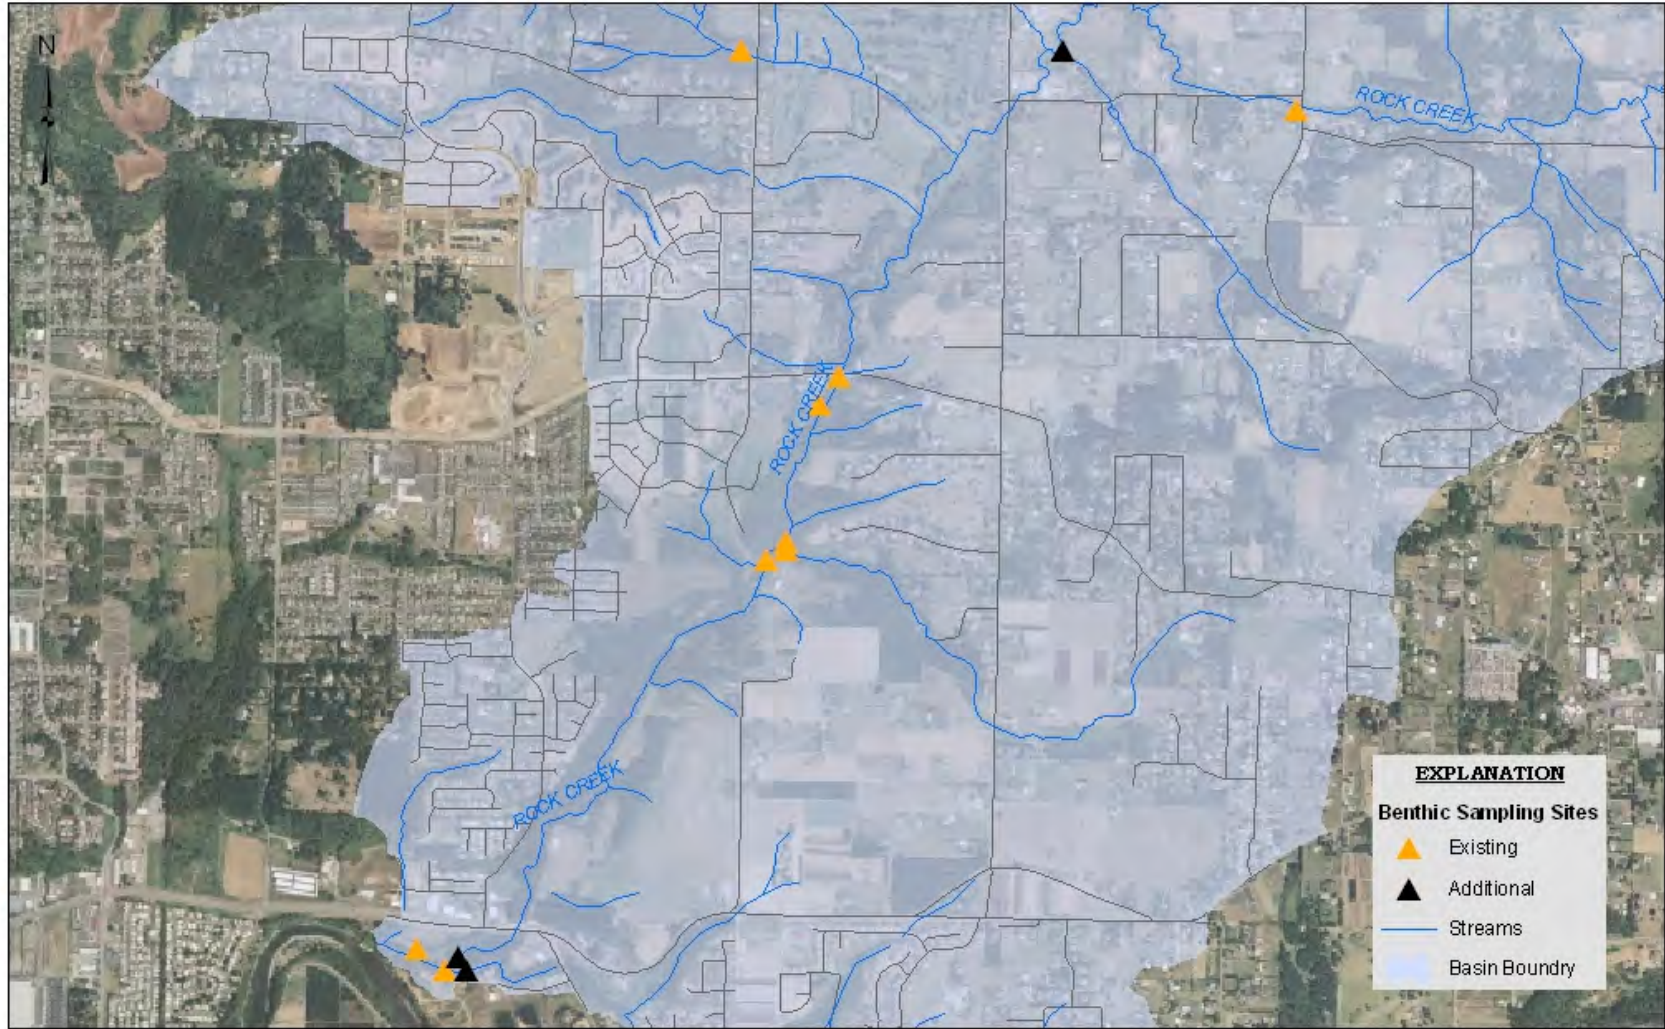 N
ROCK CREEK
ROCK CREEK
ROCK CREEK
EXPLANATION
Benthic Sampling Sites
Existing
Additional
Streams
Basin Boundry